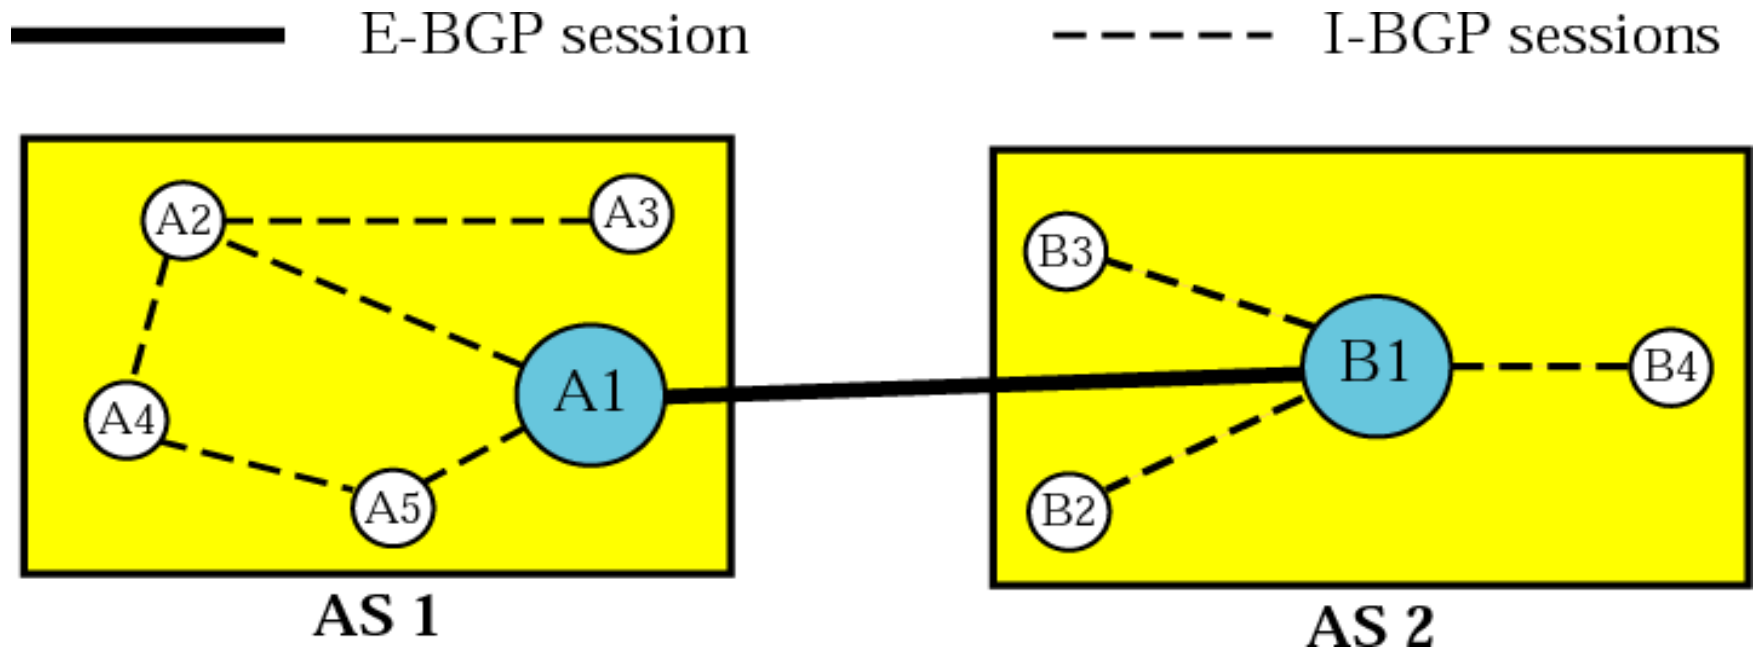 E-BGP session
I-BGP sessions
A2
A3
A1
A4
A5
B3
B1
B4
B2
AS 1
AS 2